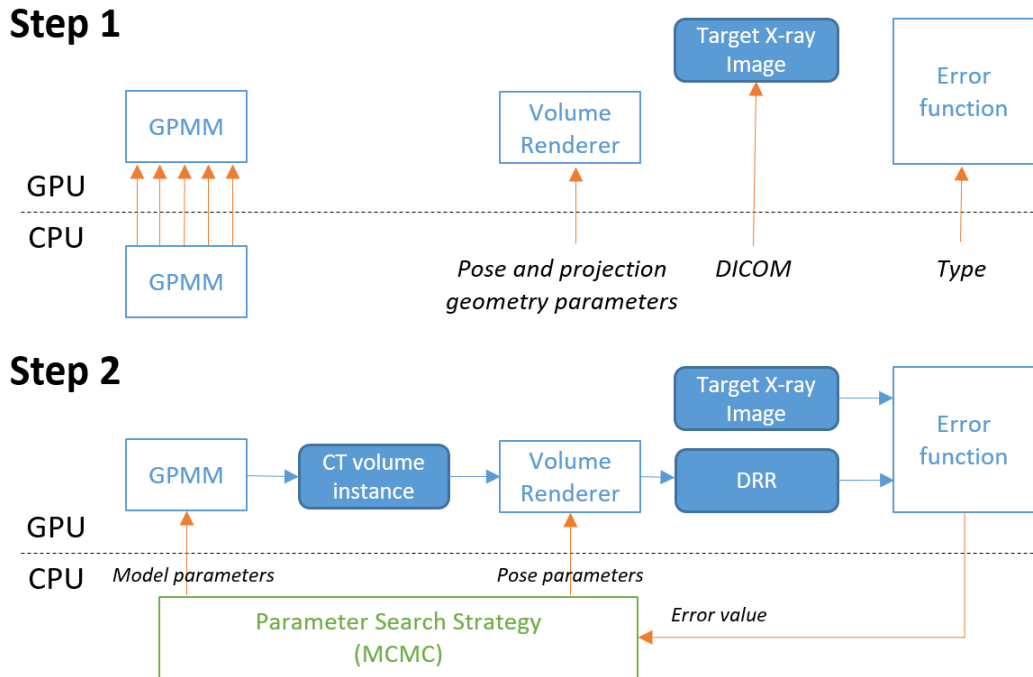 Step 1
Target X-ray
Image
Error
function
GPMM
Volume
Renderer
GPU
CPU
GPMM
Pose and projection
geometry parameters
DICOM
Type
Step 2
Target X-ray
Image
Error
function
GPMM
CT volume
instance
Volume
Renderer
DRR
GPU
CPU
Model parameters
Pose parameters
Error value
Parameter Search Strategy
(MCMC)